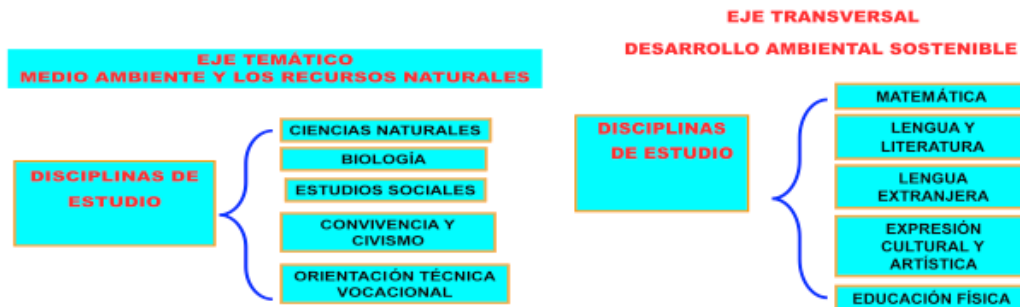 EJE TEMÁTICO
MEDIO AMBIENTE Y LOS RECURSOS NATURALES
DISCIPLINAS DE
ESTUDIO
CIENCIAS NATURALES
BIOLOGÍA
ESTUDIOS SOCIALES
CONVIVENCIA Y
CIVISMO
ORIENTACIÓN TÉCNICA
VOCACIONAL
EJE TRANSVERSAL
DESARROLLO AMBIENTAL SOSTENIBLE
DISCIPLINAS
DE ESTUDIO
MATEMÁTICA
LENGUA Y
LITERATURA
LENGUA
EXTRANJERA
EXPRESIÓN
CULTURAL Y
ARTÍSTICA
EDUCACIÓN FÍSICA